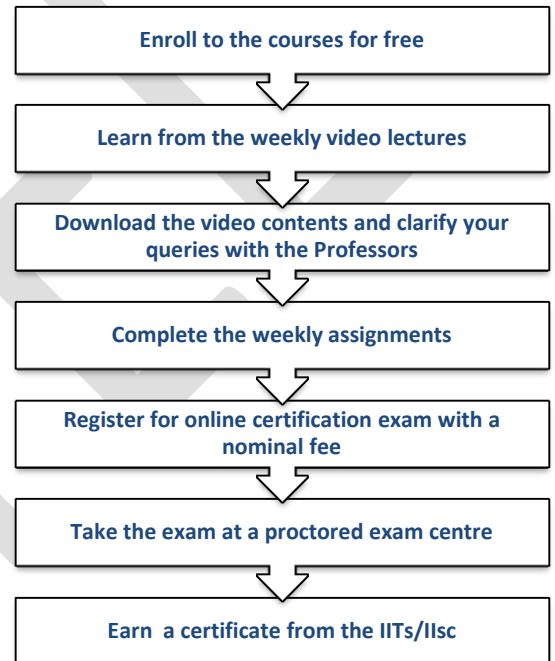 Enroll to the courses for free
Learn from the weekly video lectures
Download the video contents and clarify your
queries with the Professors
Complete the weekly assignments
Register for online certification exam with a
nominal fee
Take the exam at a proctored exam centre
Earn a certificate from the IITs/IIsc